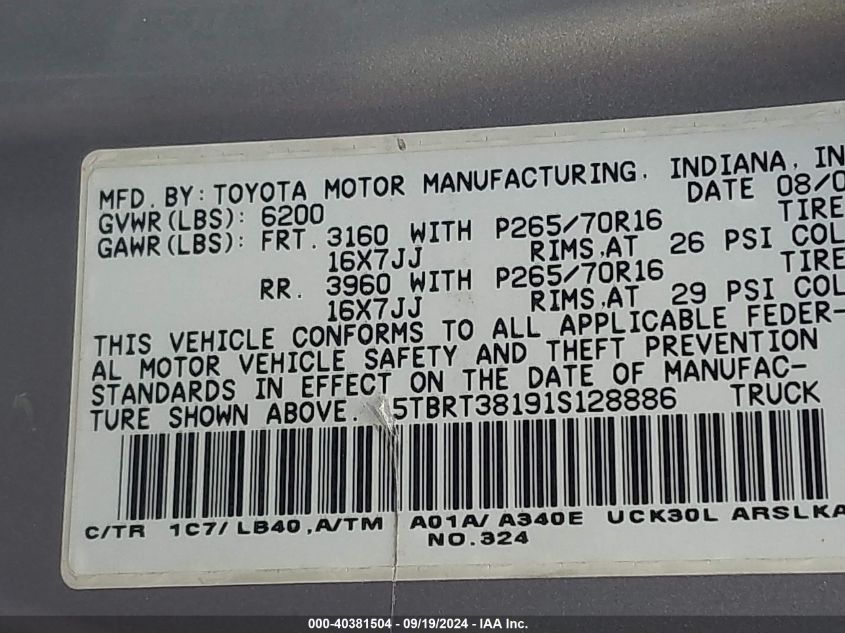 MFD. BY: TOYOTA MOTOR MANUFACTURING, INDIANA, IN
GVWR(LBS): 6200 DATE 08/0
GAWR(LBS): FRT. 3160 WITH P265/70R16 TIRE
16X7JJ RIMS,AT 26 PSI COL
RR. 3960 WITH P265/70R16 TIRE
16X7JJ RIMS,AT 29 PSI COL
THIS VEHICLE CONFORMS TO ALL APPLICABLE FEDER-
AL MOTOR VEHICLE SAFETY AND THEFT PREVENTION
STANDARDS IN EFFECT ON THE DATE OF MANUFAC-
TURE SHOWN ABOVE. 5TBRT38191S128886 TRUCK
C/TR 1C7/ LB40,A/TM A01A/ A340E UCK30L ARSLKA
NO.324
000-40381504 - 09/19/2024 - IAA Inc.